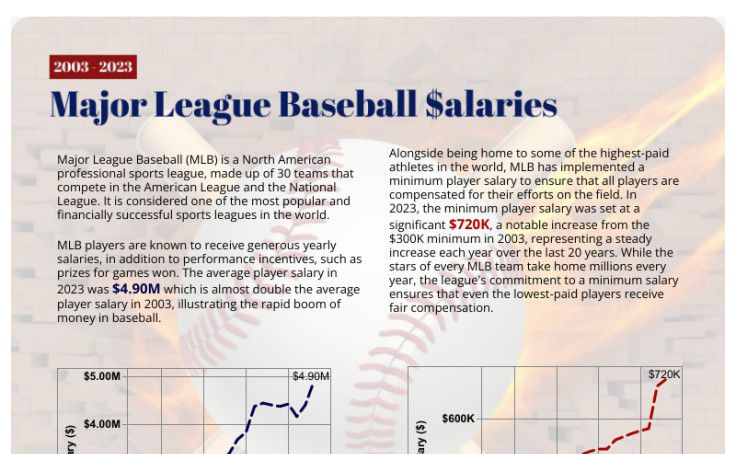 2003 - 2023
Major League Baseball $alaries
Major League Baseball (MLB) is a North American
professional sports league, made up of 30 teams that
compete in the American League and the National
League. It is considered one of the most popular and
financially successful sports leagues in the world.
MLB players are known to receive generous yearly
salaries, in addition to performance incentives, such as
prizes for games won. The average player salary in
2023 was $4.90M which is almost double the average
player salary in 2003, illustrating the rapid boom of
money in baseball.
Alongside being home to some of the highest-paid
athletes in the world, MLB has implemented a
minimum player salary to ensure that all players are
compensated for their efforts on the field. In
2023, the minimum player salary was set at a
significant $720K, a notable increase from the
$300K minimum in 2003, representing a steady
increase each year over the last 20 years. While the
stars of every MLB team take home millions every
year, the league's commitment to a minimum salary
ensures that even the lowest-paid players receive
fair compensation.
$5.00M
$4.90M
$4.00M
ary ($)
$720K
$600K
ary ($)